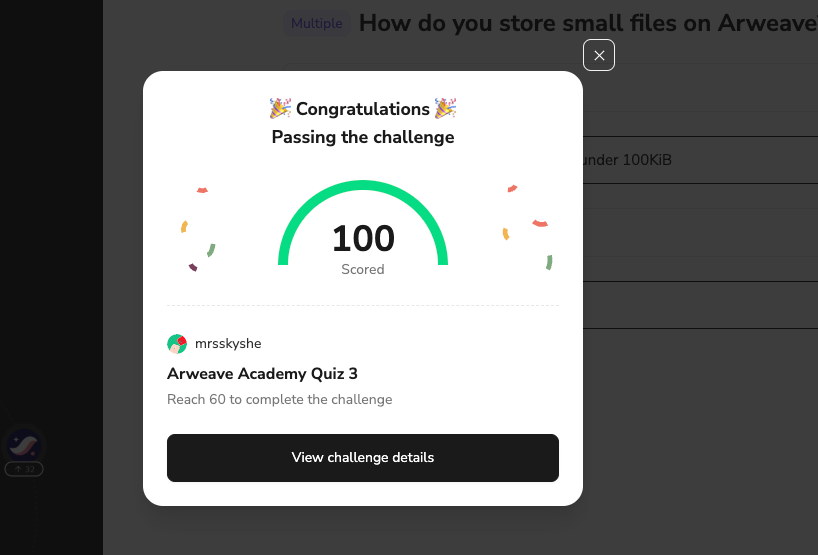 Multiple How do you store small files on Arweave
under 100KiB
Congratulations
Passing the challenge
100
Scored
mrsskyshe
Arweave Academy Quiz 3
Reach 60 to complete the challenge
View challenge details
32